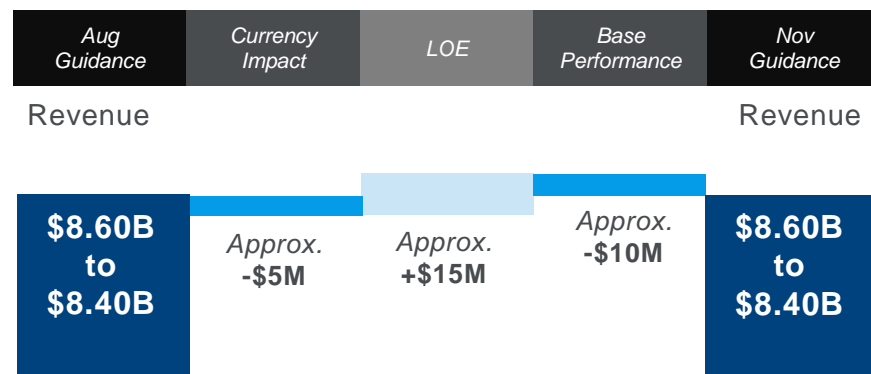 Aug
Guidance
Currency
Impact
LOE
Base
Performance
Nov
Guidance
Revenue
Revenue
$8.60B
to
$8.40B
Approx.
-$5M
Approx.
+$15M
Approx.
-$10M
$8.60B
to
$8.40B